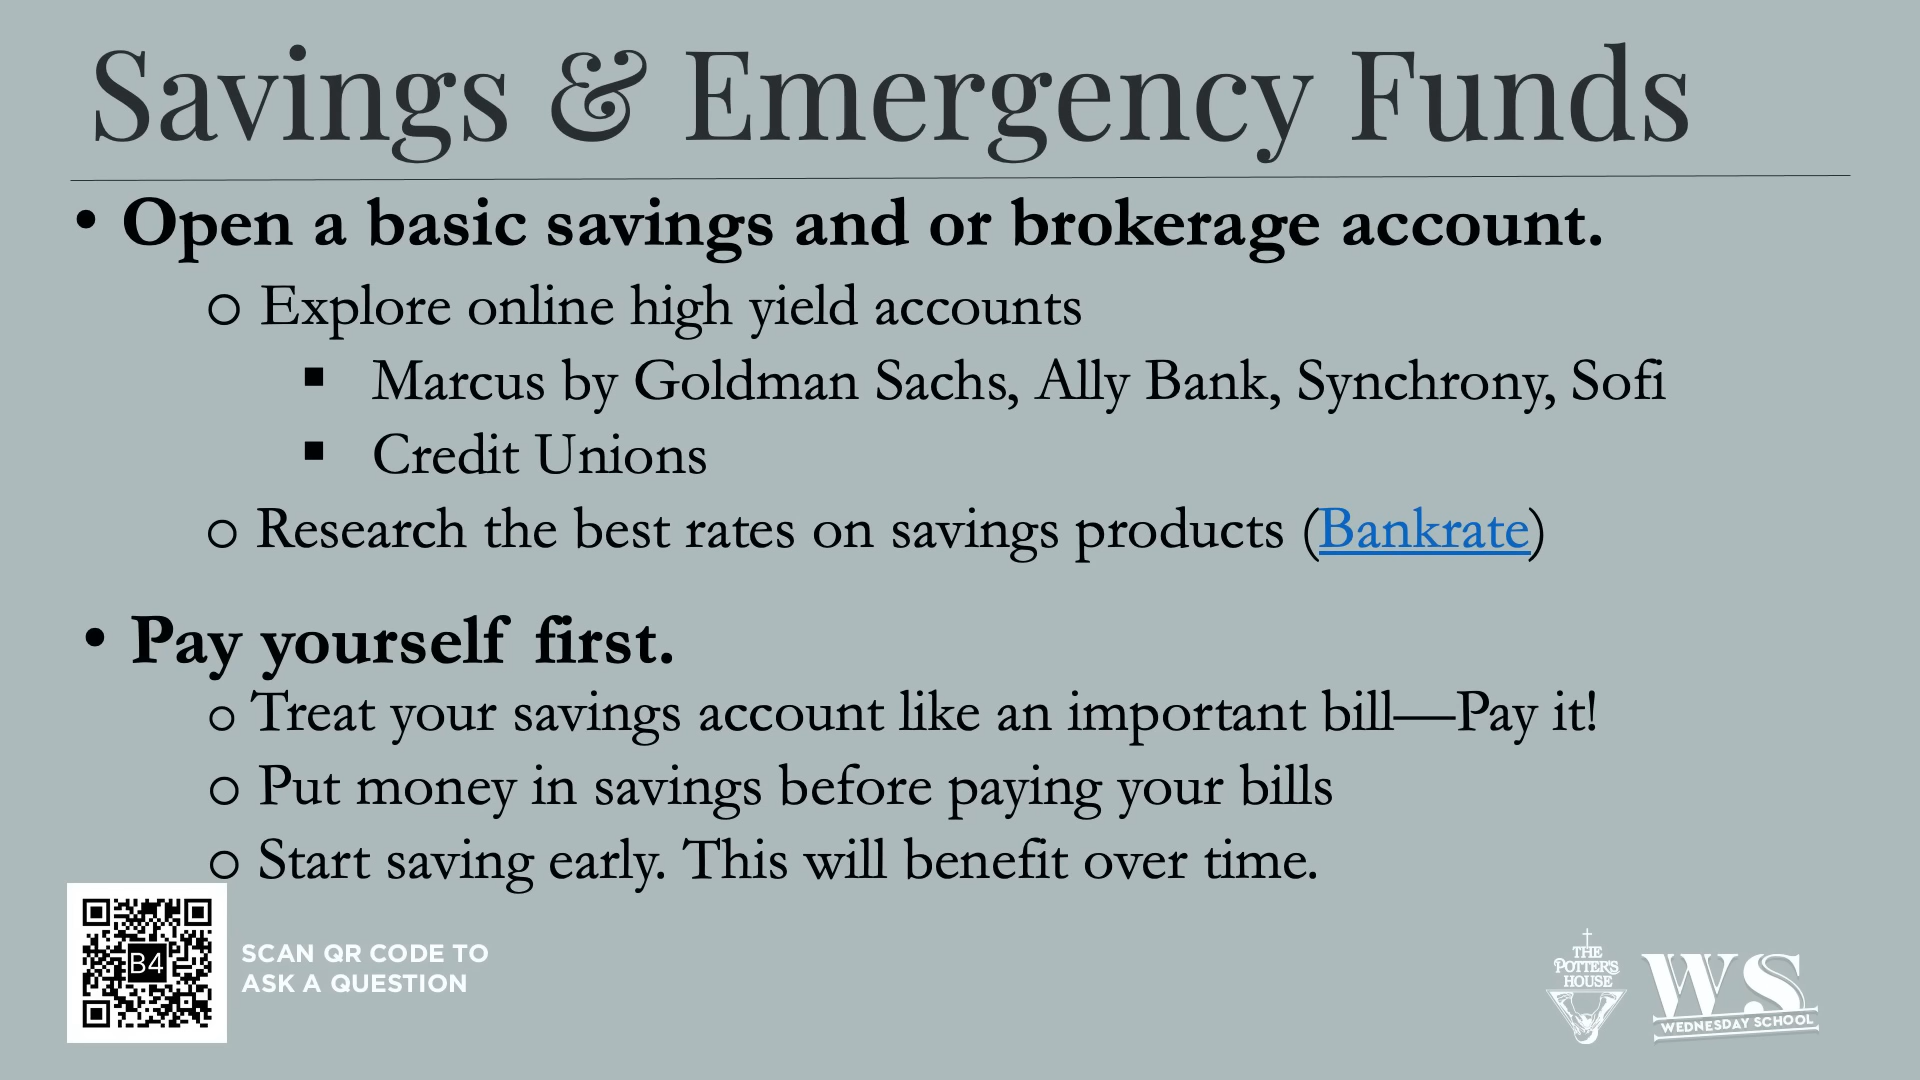 Savings & Emergency Funds
• Open a basic savings and or brokerage account.
o Explore online high yield accounts
▪ Marcus by Goldman Sachs, Ally Bank, Synchrony, Sofi
▪ Credit Unions
o Research the best rates on savings products (Bankrate)
• Pay yourself first.
o Treat your savings account like an important bill—Pay it!
o Put money in savings before paying your bills
o Start saving early. This will benefit over time.
B4
SCAN QR CODE TO
ASK A QUESTION
THE
POTTER'S
HOUSE
WS
WEDNESDAY SCHOOL